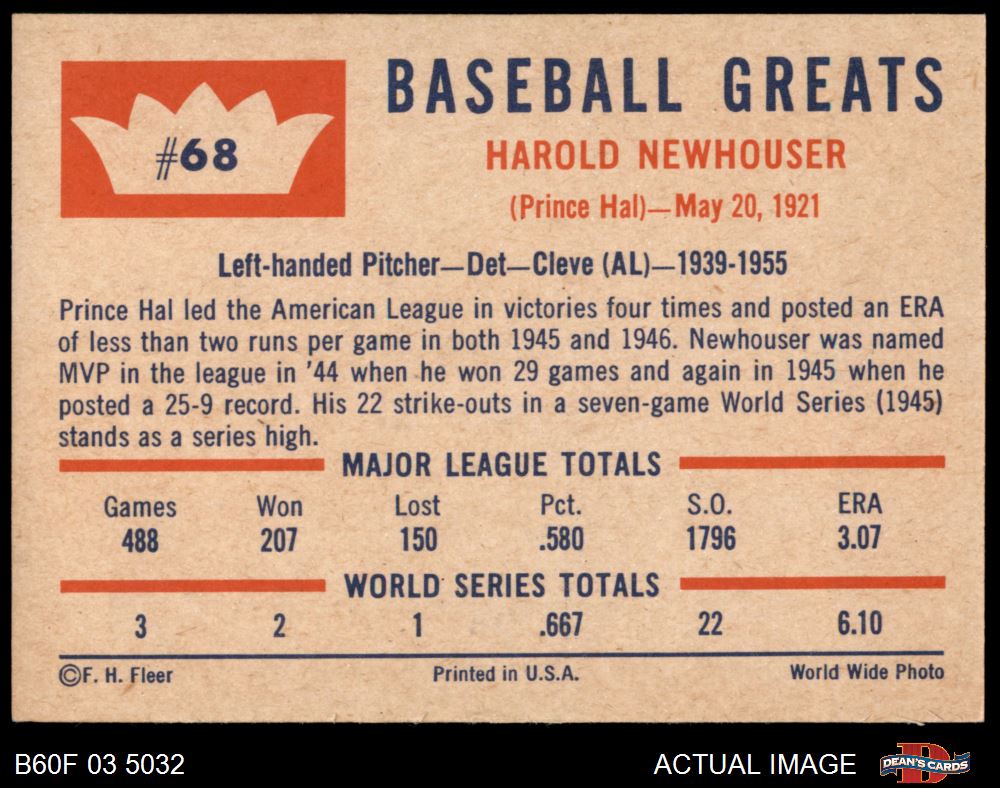 #68
BASEBALL GREATS
HAROLD NEWHOUSER
(Prince Hal)—May 20, 1921
Left-handed Pitcher—Det—Cleve (AL)—1939-1955
Prince Hal led the American League in victories four times and posted an ERA
of less than two runs per game in both 1945 and 1946. Newhouser was named
MVP in the league in '44 when he won 29 games and again in 1945 when he
posted a 25-9 record. His 22 strike-outs in a seven-game World Series (1945)
stands as a series high.
MAJOR LEAGUE TOTALS
Games Won Lost Pct. S.O. ERA
488 207 150 .580 1796 3.07
WORLD SERIES TOTALS
3 2 1 .667 22 6.10
©F. H. Fleer Printed in U.S.A. World Wide Photo
B60F 03 5032 ACTUAL IMAGE DEAN'S CARDS